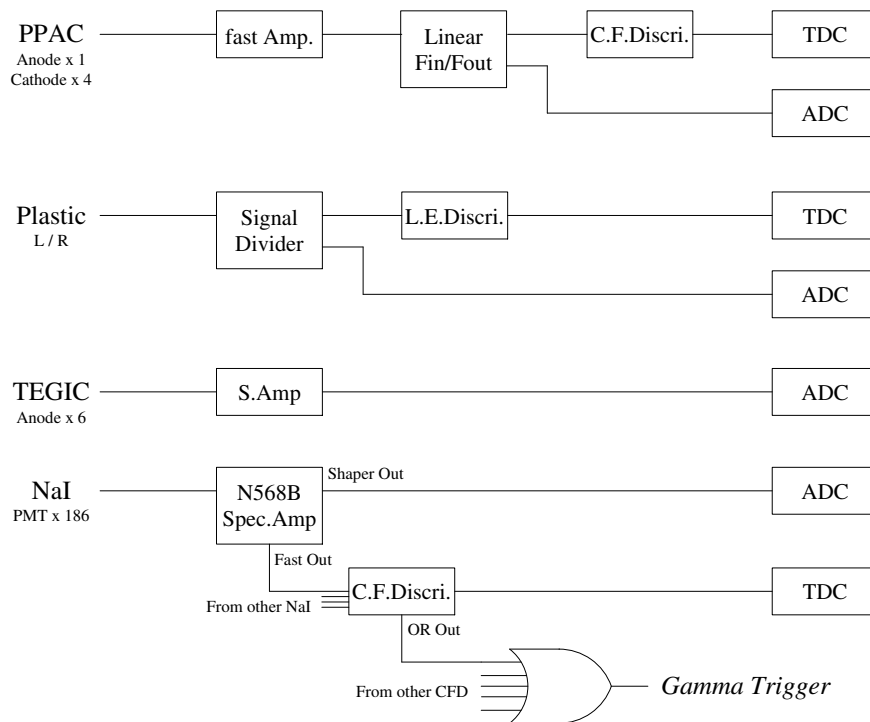 PPAC
Anode x 1
Cathode x 4
fast Amp.
Linear
Fin/Fout
C.F.Discri.
TDC
ADC
Plastic
L / R
Signal
Divider
L.E.Discri.
TDC
ADC
TEGIC
Anode x 6
S.Amp
ADC
NaI
PMT x 186
N568B
Spec.Amp
Shaper Out
ADC
Fast Out
From other NaI
C.F.Discri.
TDC
OR Out
From other CFD
Gamma Trigger